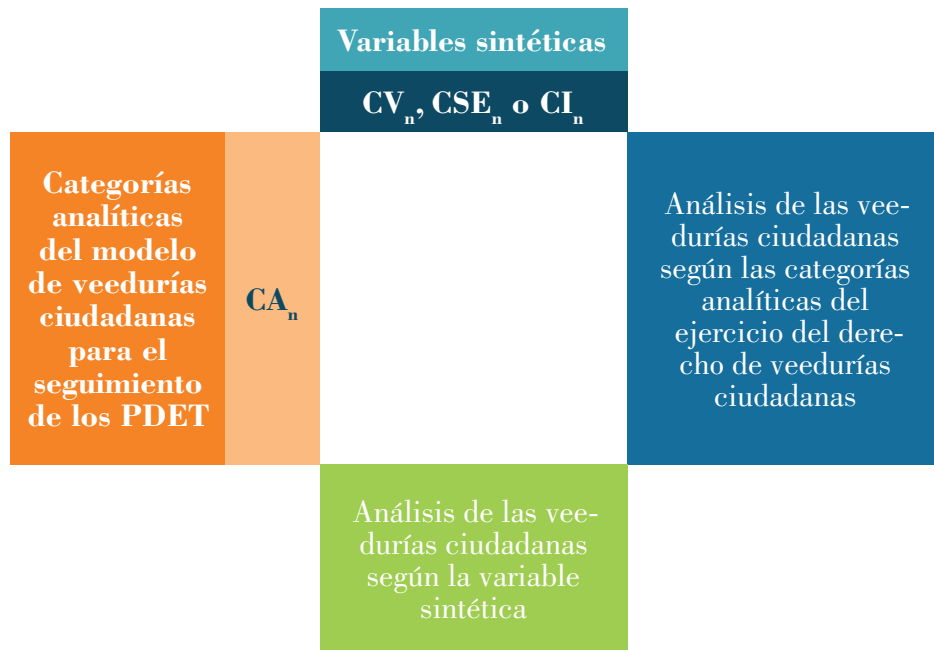 Variables sintéticas
CVn, CSEn o CIn
Categorías
analíticas
del modelo
de veedurías
ciudadanas
para el
seguimiento
de los PDET
CAn
Análisis de las vee-
durías ciudadanas
según las categorías
analíticas del
ejercicio del dere-
cho de veedurías
ciudadanas
Análisis de las vee-
durías ciudadanas
según la variable
sintética